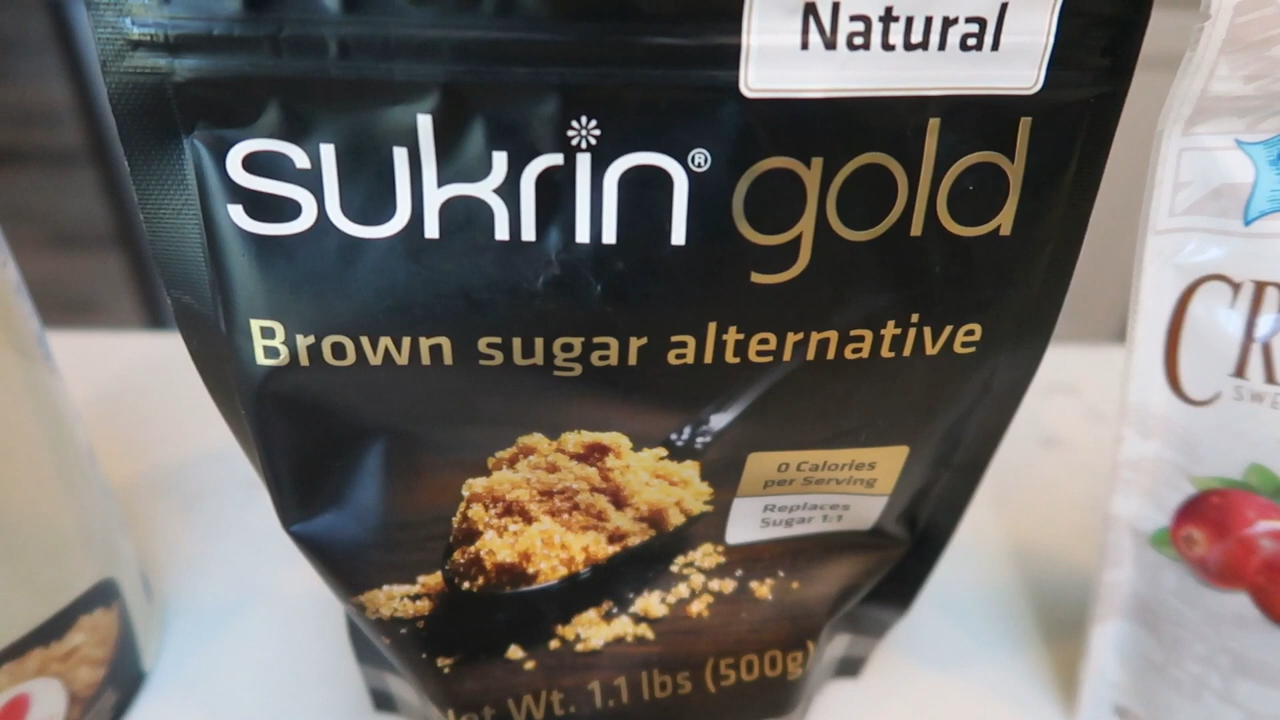 Natural
sukrin® gold
Brown sugar alternative
0 Calories
per Serving
Replaces
Sugar 1:1
Net Wt. 1.1 lbs (500g)